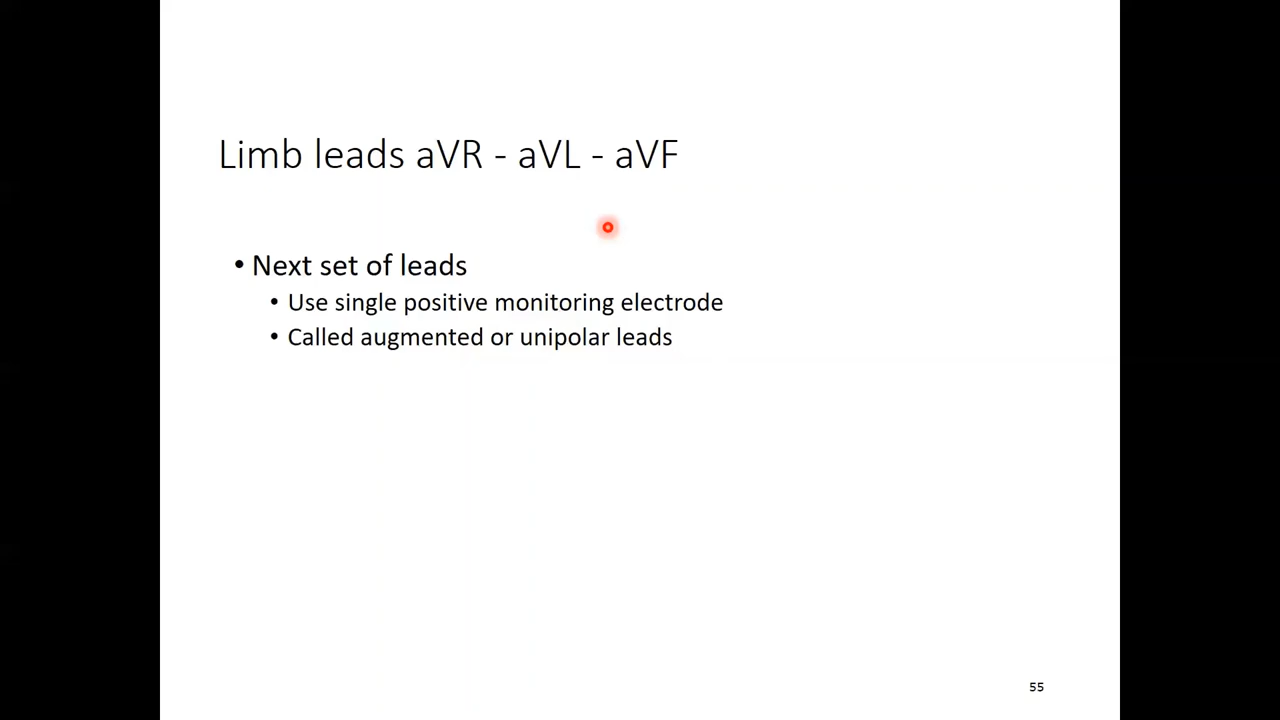 Limb leads aVR - aVL - aVF
• Next set of leads
• Use single positive monitoring electrode
• Called augmented or unipolar leads
55